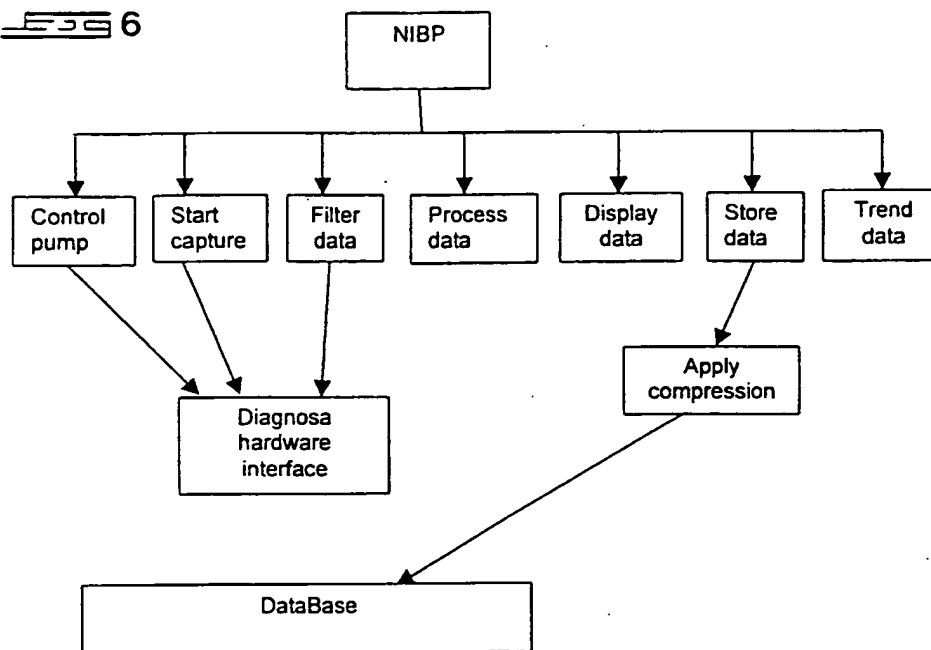 FIG 6
NIBP
Control
pump
Start
capture
Filter
data
Process
data
Display
data
Store
data
Trend
data
Apply
compression
Diagnosa
hardware
interface
DataBase